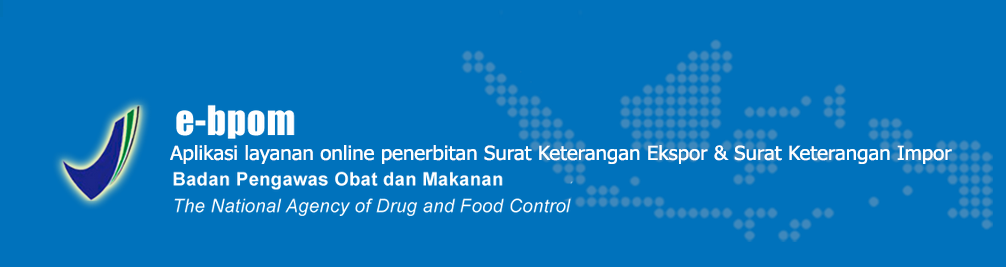 e-bpom
Aplikasi layanan online penerbitan Surat Keterangan Ekspor & Surat Keterangan Impor
Badan Pengawas Obat dan Makanan
The National Agency of Drug and Food Control